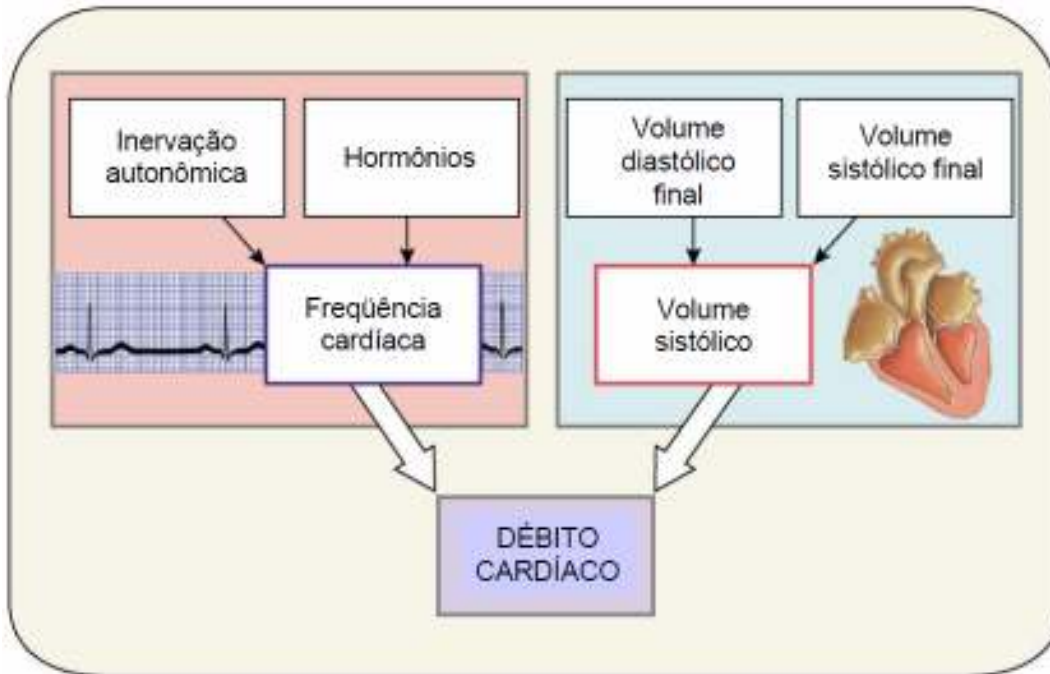 Inervação
autonômica
Hormônios
Volume
diastólico
final
Volume
sistólico final
Freqüência
cardíaca
Volume
sistólico
DÉBITO
CARDÍACO